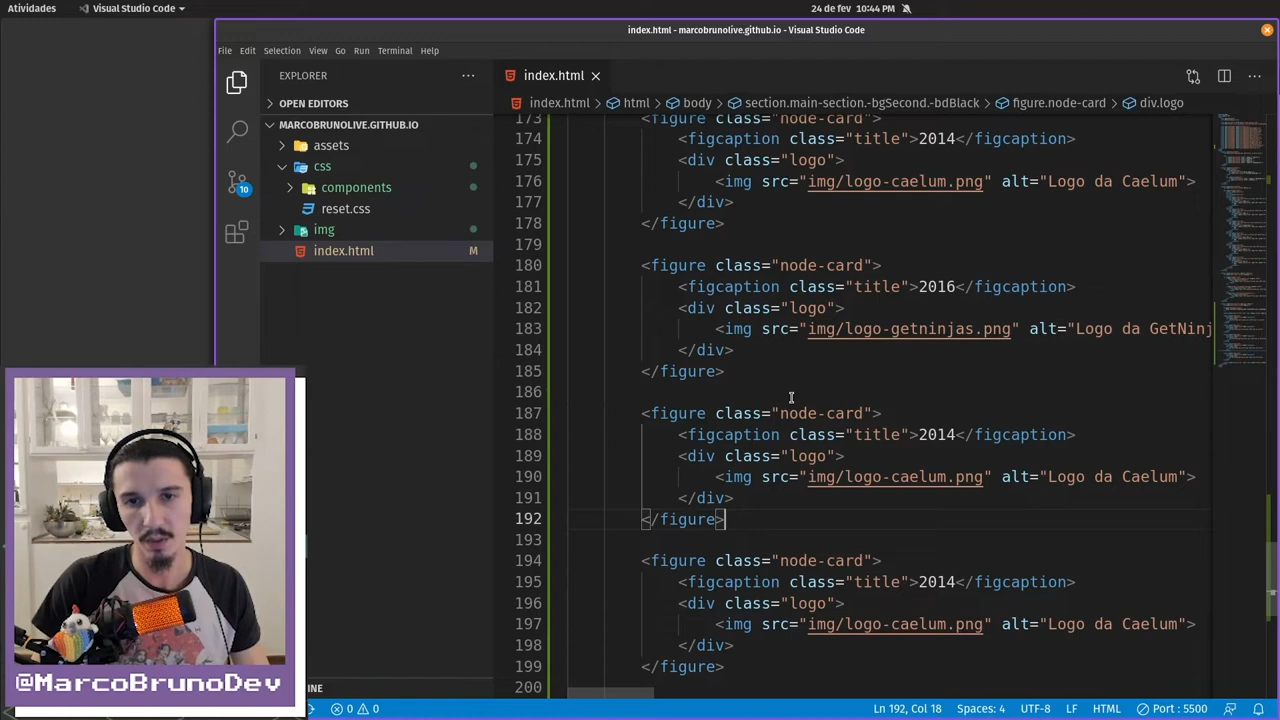 Atividades
Visual Studio Code
24 de fev 10:44 PM
index.html - marcobrunolive.github.io - Visual Studio Code
File Edit Selection View Go Run Terminal Help
EXPLORER
index.html
OPEN EDITORS
index.html > html > body > section.main-section.-bgSecond.-bdBlack > figure.node-card > div.logo
MARCOBRUNOLIVE.GITHUB.IO
assets
css
components
reset.css
img
index.html M
10
173 <figure class="node-card">
174 <figcaption class="title">2014</figcaption>
175 <div class="logo">
176 <img src="img/logo-caelum.png" alt="Logo da Caelum">
177 </div>
178 </figure>
179
180 <figure class="node-card">
181 <figcaption class="title">2016</figcaption>
182 <div class="logo">
183 <img src="img/logo-getninjas.png" alt="Logo da GetNinj
184 </div>
185 </figure>
186
187 <figure class="node-card">
188 <figcaption class="title">2014</figcaption>
189 <div class="logo">
190 <img src="img/logo-caelum.png" alt="Logo da Caelum">
191 </div>
192 </figure>
193
194 <figure class="node-card">
195 <figcaption class="title">2014</figcaption>
196 <div class="logo">
197 <img src="img/logo-caelum.png" alt="Logo da Caelum">
198 </div>
199 </figure>
200
@MarcoBrunoDev
INE
0 0
Ln 192, Col 18 Spaces: 4 UTF-8 LF HTML Port : 5500